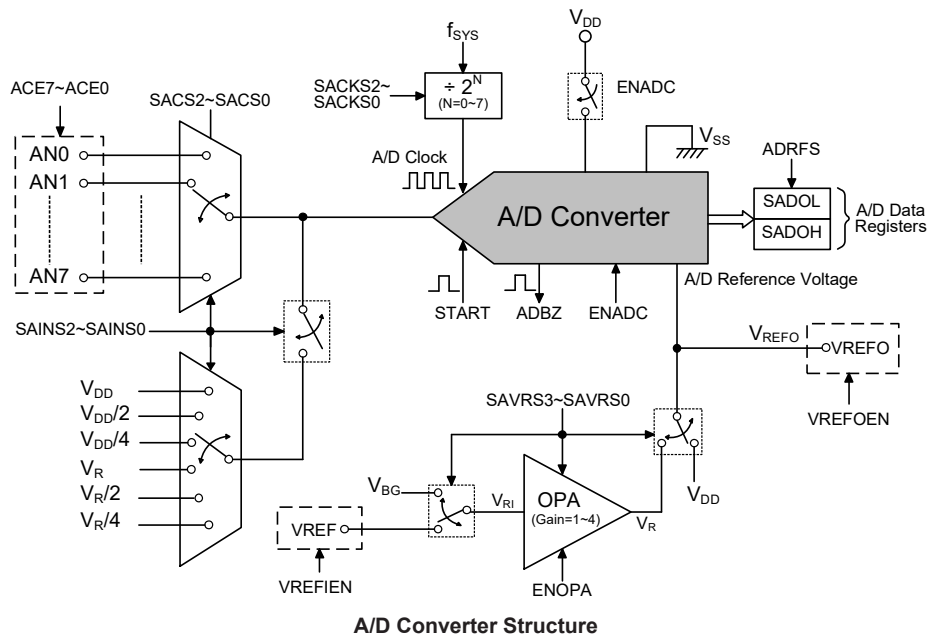 V_DD
f_SYS
÷ 2^N
(N=0~7)
SACKS2~
SACKS0
ENADC
ACE7~ACE0
SACS2~SACS0
A/D Clock
V_SS
ADRFS
AN0
AN1
AN7
A/D Converter
SADOL
SADOH
A/D Data
Registers
START
ADBZ
ENADC
A/D Reference Voltage
SAINS2~SAINS0
V_REFO
VREFO
VREFOEN
V_DD
V_DD/2
V_DD/4
V_R
V_R/2
V_R/4
SAVRS3~SAVRS0
V_BG
VREF
VREFIEN
V_RI
OPA
(Gain=1~4)
V_R
V_DD
ENOPA
A/D Converter Structure